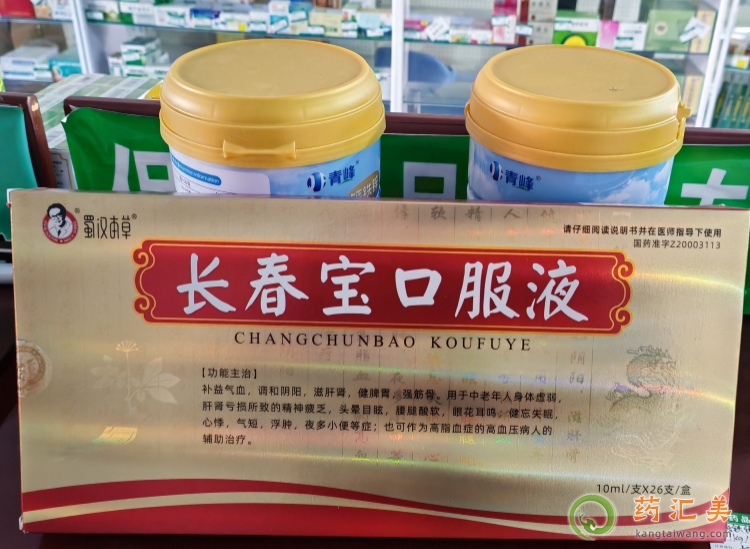 青峰
青峰
保
蜀汉本草
请仔细阅读说明书并在医师指导下使用
国药准字Z20003113
长春宝口服液
CHANGCHUNBAO KOUFUYE
【功能主治】
补益气血，调和阴阳，滋肝肾，健脾胃，强筋骨。用于中老年人身体虚弱，
肝肾亏损所致的精神疲乏，头晕目眩，腰腿酸软，眼花耳鸣；健忘失眠，
心悸，气短，浮肿，夜多小便等症；也可作为高脂血症的高血压病人的
辅助治疗。
10ml/支X26支/盒
药汇美
kangtaiwang.com